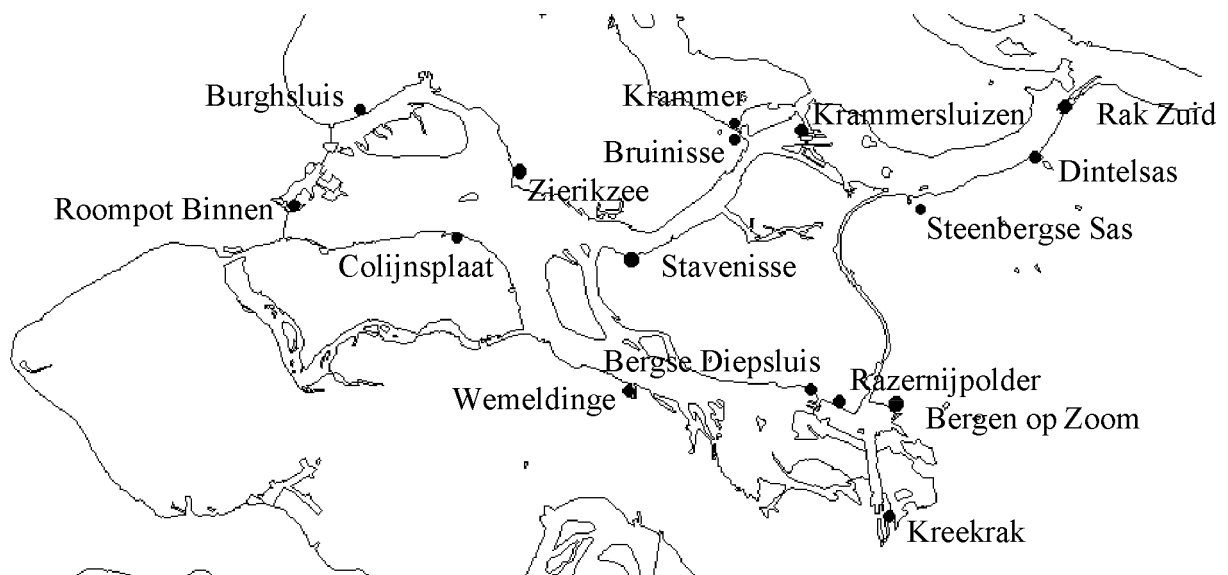 Burghsluis
Krammer
Krammersluizen
Rak Zuid
Bruinisse
Dintelsas
Zierikzee
Roompot Binnen
Steenbergse Sas
Colijnsplaat
Stavenisse
Bergse Diepsluis
Razernijpolder
Wemeldinge
Bergen op Zoom
Kreekrak